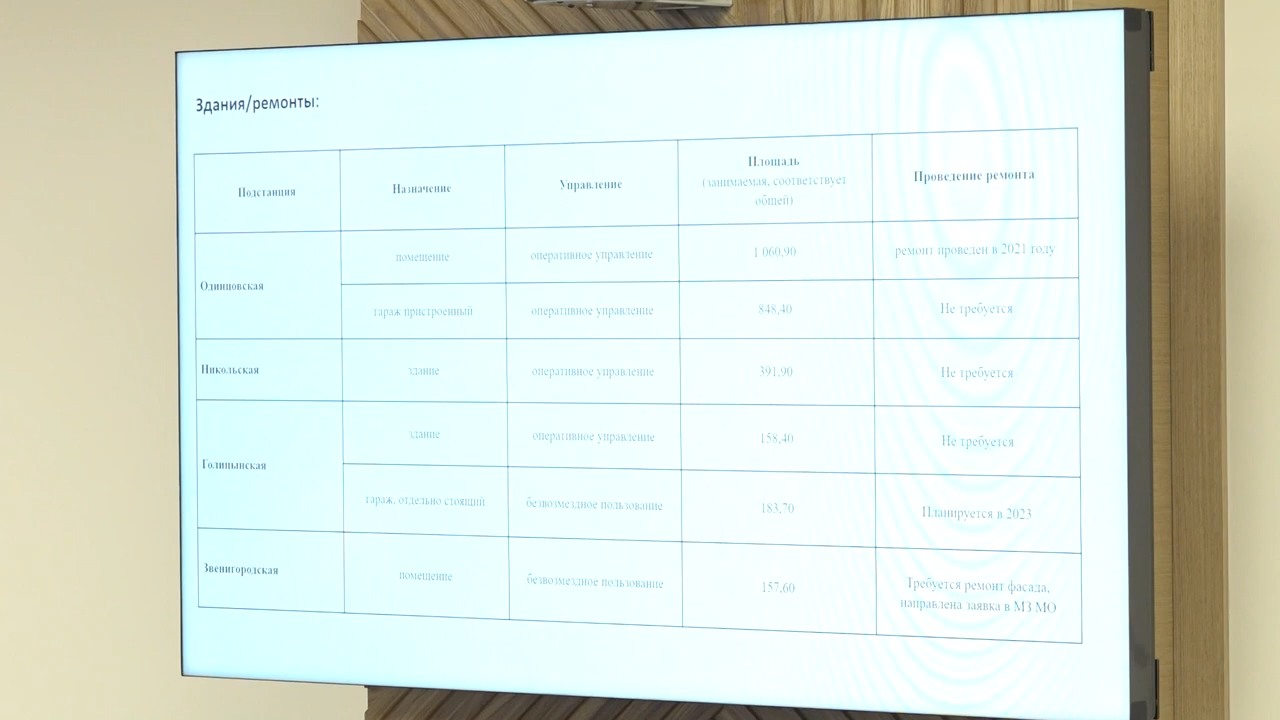 Здания/ремонты:
Подстанция Назначение Управление Площадь (занимаемая, соответствует общей) Проведение ремонта
Одинцовская помещение оперативное управление 1 060,90 ремонт проведен в 2021 году
гараж пристроенный оперативное управление 848,40 Не требуется
Никольская здание оперативное управление 391,90 Не требуется
Голицынская здание оперативное управление 158,40 Не требуется
гараж, отдельно стоящий безвозмездное пользование 183,70 Планируется в 2023
Звенигородская помещение безвозмездное пользование 157,60 Требуется ремонт фасада, направлена заявка в МЗ МО